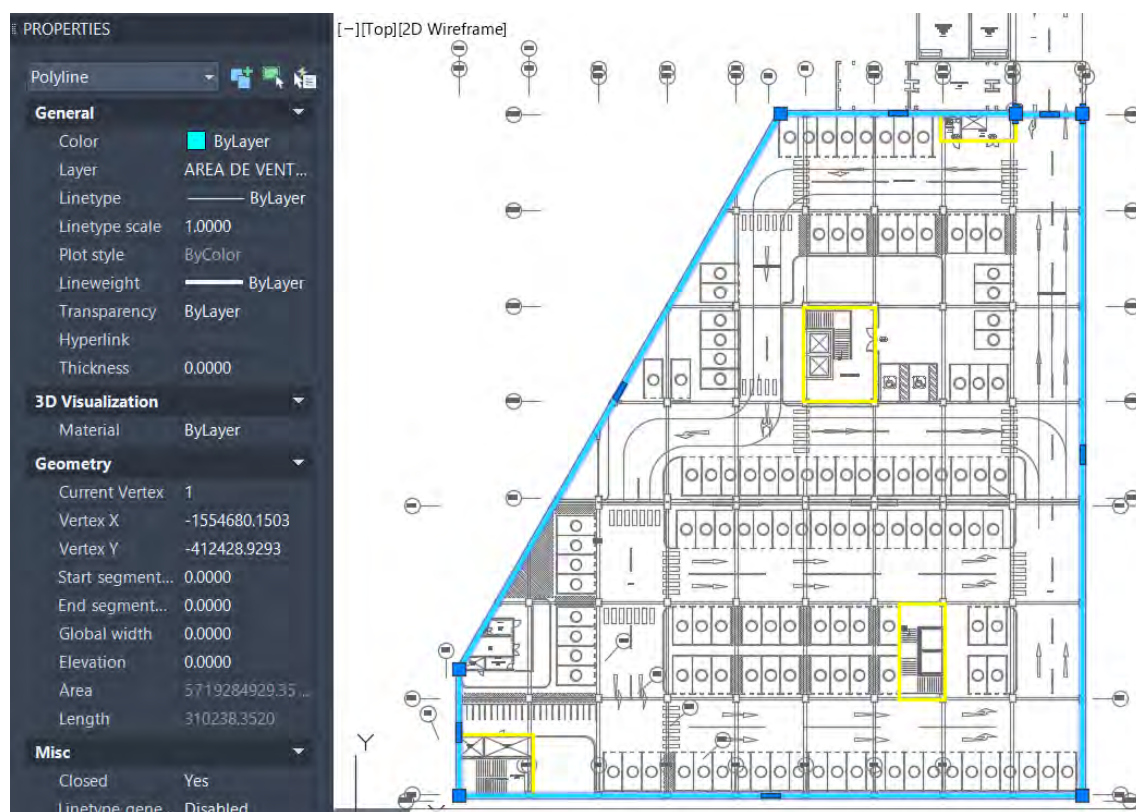 PROPERTIES
[−][Top][2D Wireframe]
Polyline
General
Color ByLayer
Layer AREA DE VENT...
Linetype ByLayer
Linetype scale 1.0000
Plot style ByColor
Lineweight ByLayer
Transparency ByLayer
Hyperlink
Thickness 0.0000
3D Visualization
Material ByLayer
Geometry
Current Vertex 1
Vertex X -1554680.1503
Vertex Y -412428.9293
Start segment... 0.0000
End segment... 0.0000
Global width 0.0000
Elevation 0.0000
Area 5719284929.35 ...
Length 310238.3520
Misc
Closed Yes
Linetype gene... Disabled
Y